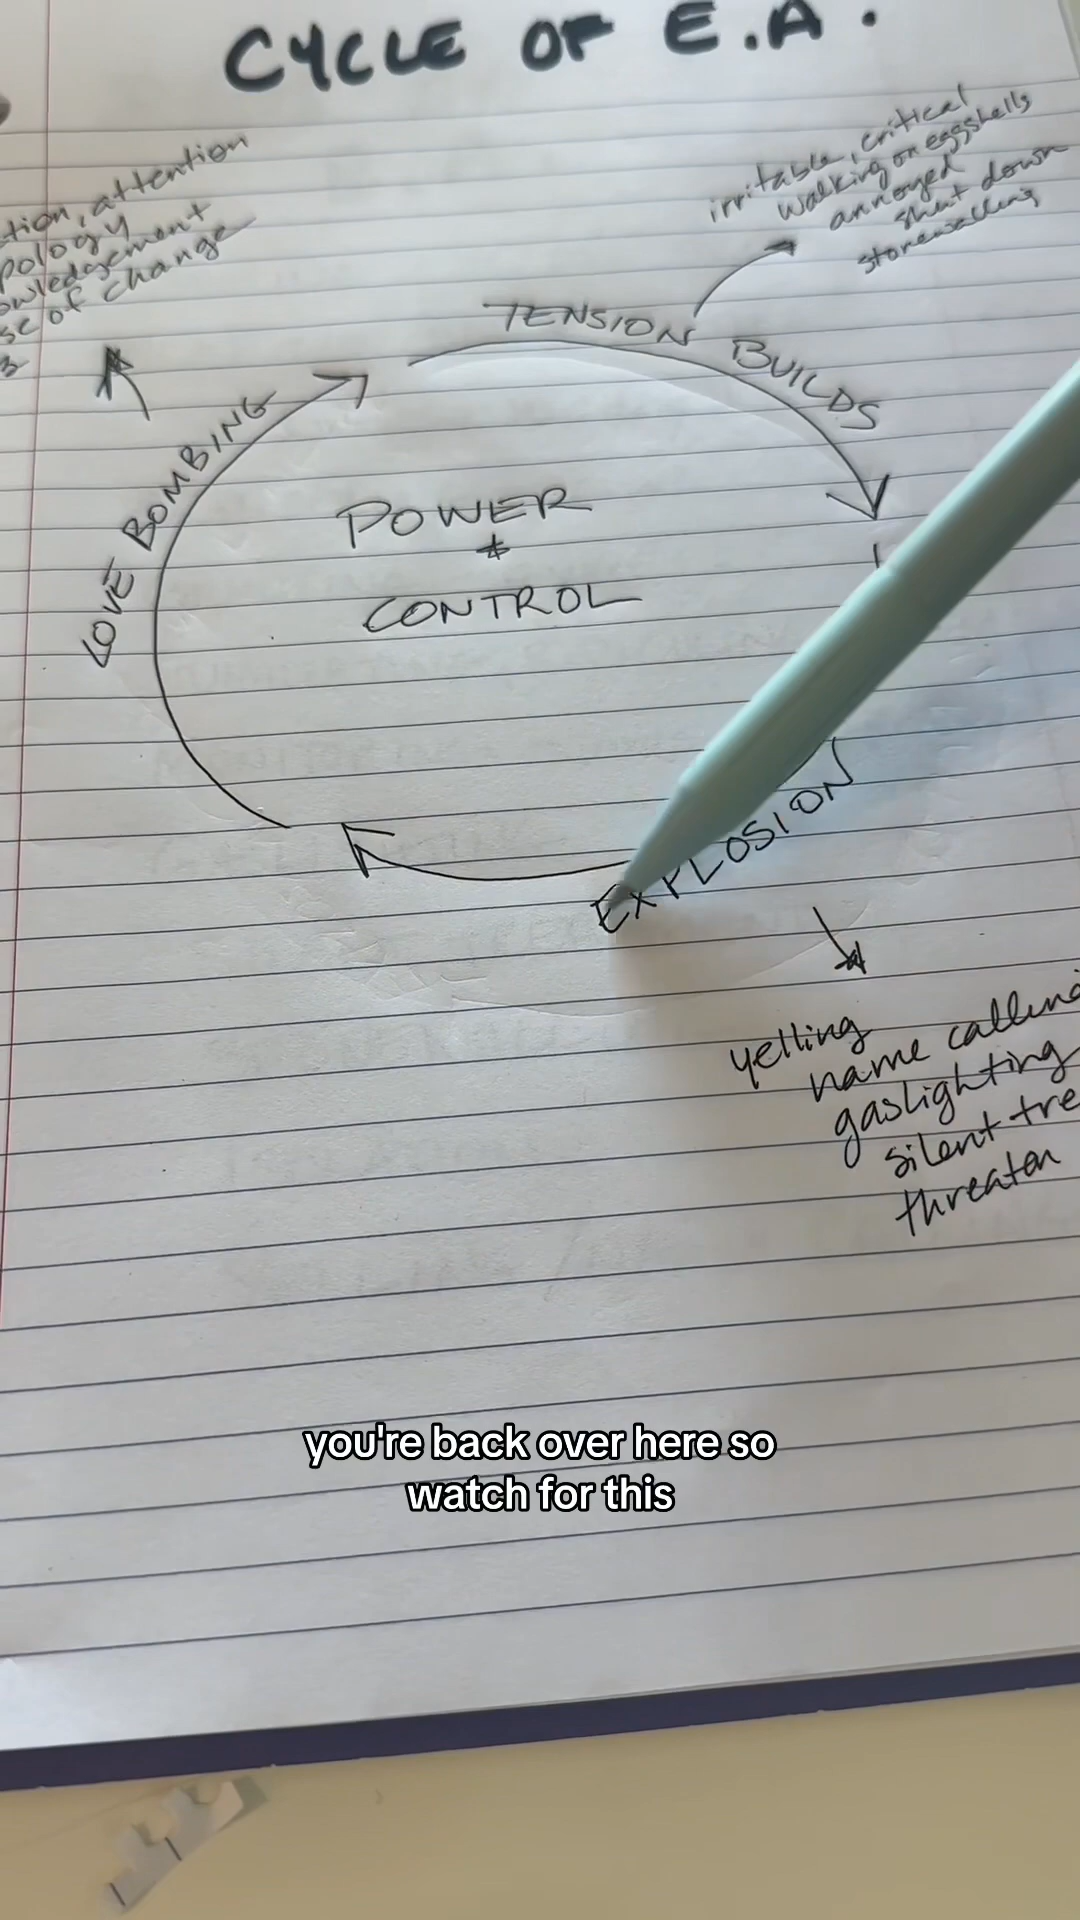 CYCLE OF E.A.
tion, attention
pology
owledgement
se of change
irritable, critical
walking on eggshells
annoyed
shut down
stonewalling
TENSION BUILDS
LOVE BOMBING
POWER
+
CONTROL
EXPLOSION
yelling
name calling
gaslighting
silent tre
threaten
you're back over here so
watch for this